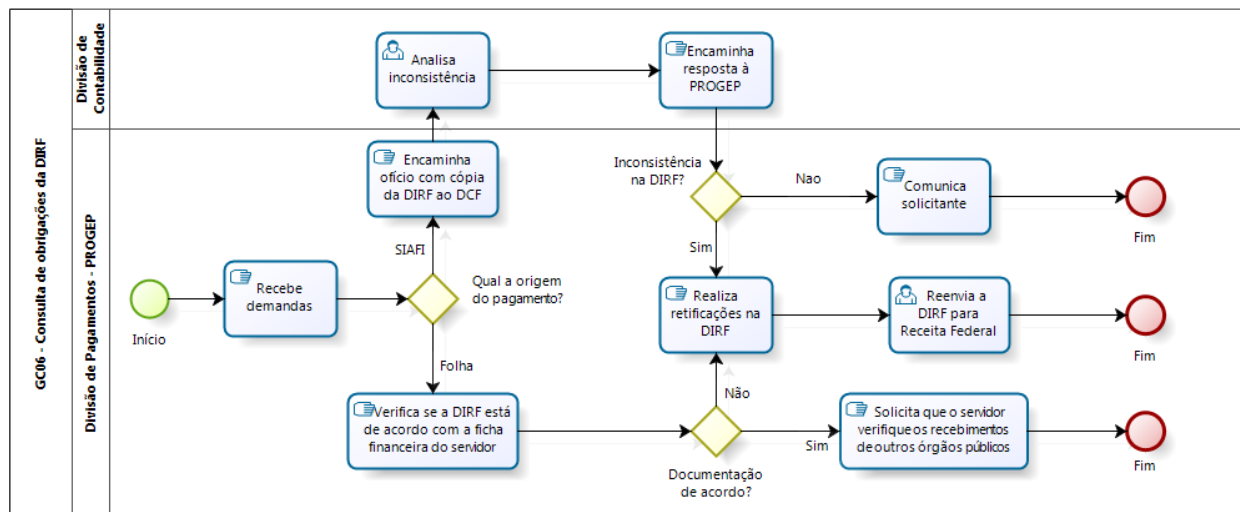 GC06 - Consulta de obrigações da DIRF
Divisão de
Contabilidade
Analisa
inconsistência
Encaminha
resposta à
PROGEP
Divisão de Pagamentos - PROGEP
Encaminha
ofício com cópia
da DIRF ao DCF
Inconsistência
na DIRF?
Nao
Comunica
solicitante
Fim
SIAFI
Sim
Início
Recebe
demandas
Qual a origem
do pagamento?
Realiza
retificações na
DIRF
Reenvia a
DIRF para
Receita Federal
Fim
Folha
Não
Verifica se a DIRF está
de acordo com a ficha
financeira do servidor
Documentação
de acordo?
Sim
Solicita que o servidor
verifique os recebimentos
de outros órgãos públicos
Fim